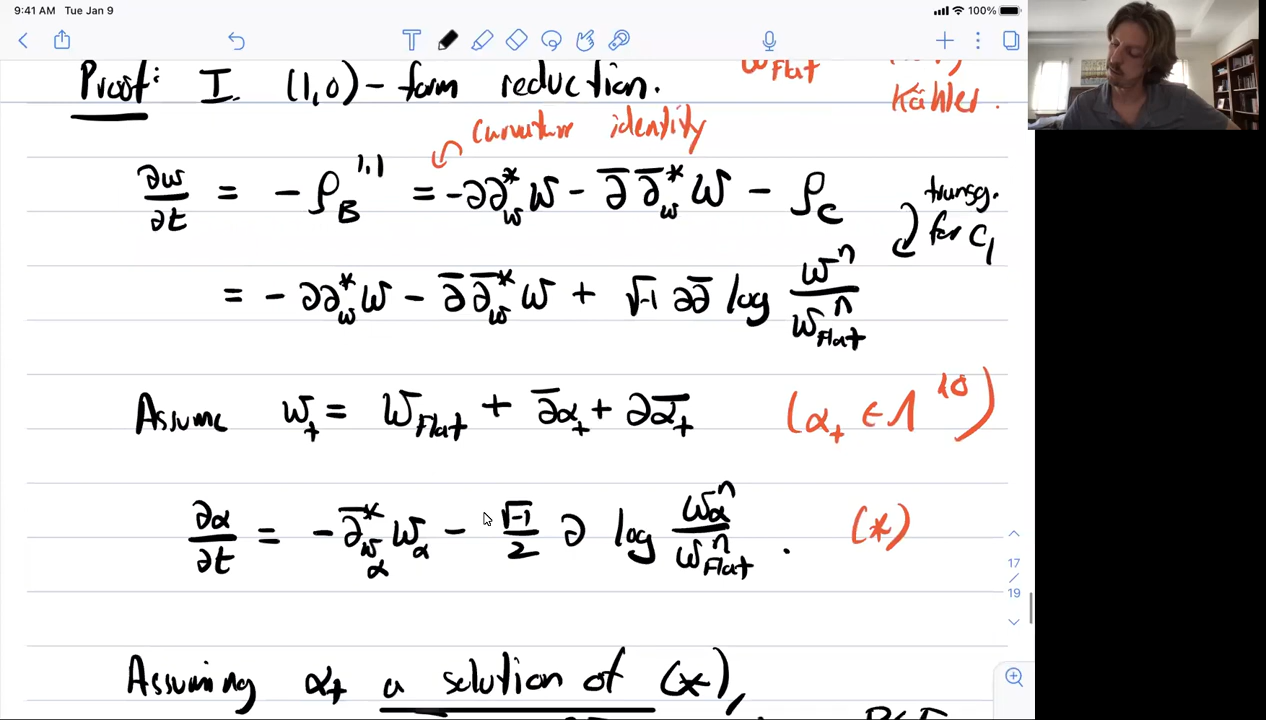 9:41 AM Tue Jan 9
100%
Proof: I. (1,0)-form reduction.
ω_Flat
Kähler.
curvature identity
∂ω/∂t = -ρ_B^{1,1} = -∂∂*_ω ω - ∂̄∂̄*_ω ω - ρ_C
transg. for c_1
= -∂∂*_ω ω - ∂̄∂̄*_ω ω + √-1 ∂∂̄ log ω^n/ω_Flat^n
Assume ω_t = ω_Flat + ∂̄α_t + ∂ᾱ_t (α_t ∈ Λ^{1,0})
∂α/∂t = -∂̄*_{ω_α} ω_α - √-1/2 ∂ log ω_α^n/ω_Flat^n . (*)
17
/
19
Assuming α_t a solution of (*),